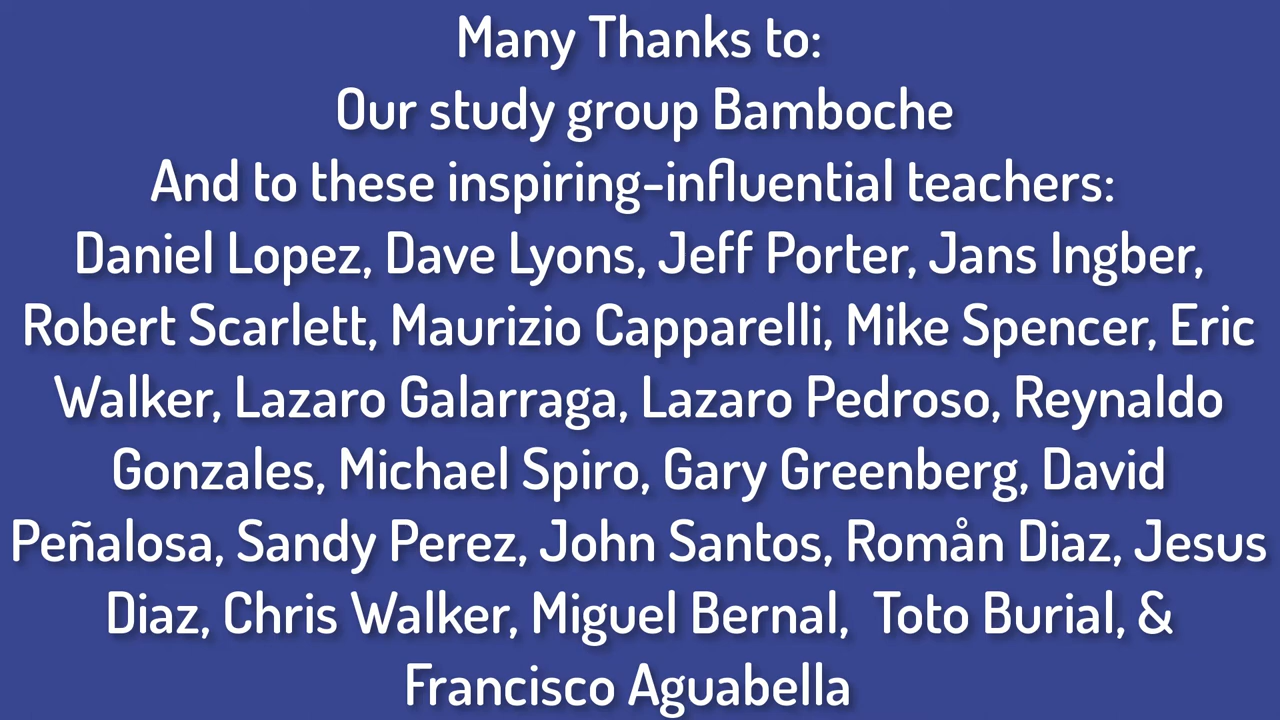 Many Thanks to:
Our study group Bamboche
And to these inspiring-influential teachers:
Daniel Lopez, Dave Lyons, Jeff Porter, Jans Ingber,
Robert Scarlett, Maurizio Capparelli, Mike Spencer, Eric
Walker, Lazaro Galarraga, Lazaro Pedroso, Reynaldo
Gonzales, Michael Spiro, Gary Greenberg, David
Peñalosa, Sandy Perez, John Santos, Romån Diaz, Jesus
Diaz, Chris Walker, Miguel Bernal,  Toto Burial, &
Francisco Aguabella